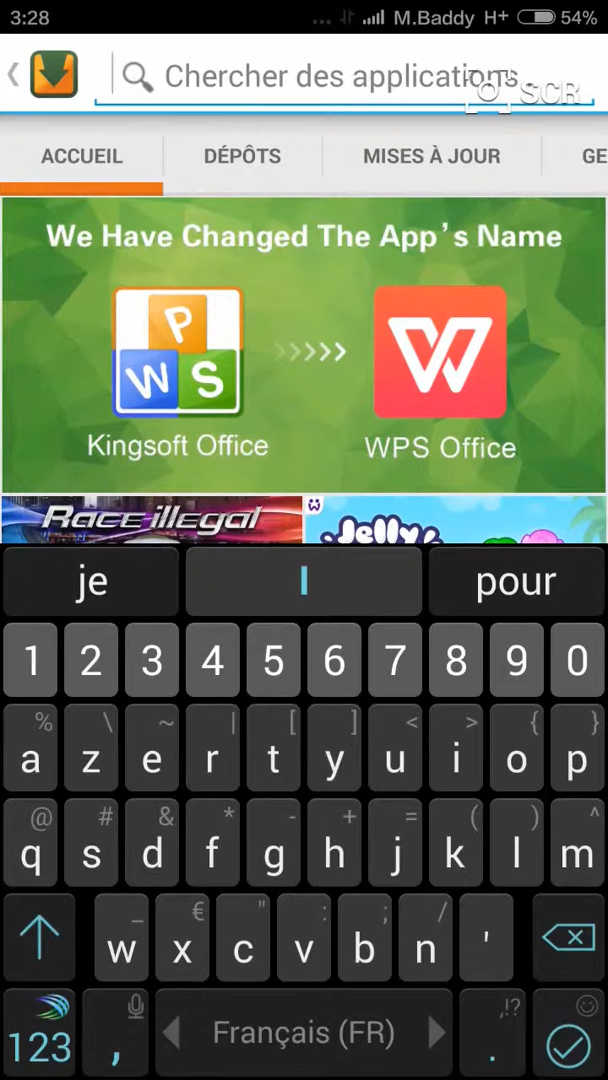 3:28 ... M.Baddy H+ 54%
Chercher des applications...
SCR
ACCUEIL DÉPÔTS MISES À JOUR GE
We Have Changed The App's Name
P
W S
Kingsoft Office WPS Office
Race illegal Jelly
je I pour
1 2 3 4 5 6 7 8 9 0
% \ ~ | [ ] < > { }
a z e r t y u i o p
@ # & * - + = ( ) ^
q s d f g h j k l m
_ € " : ; /
w x c v b n '
,!?
123 , Français (FR) .